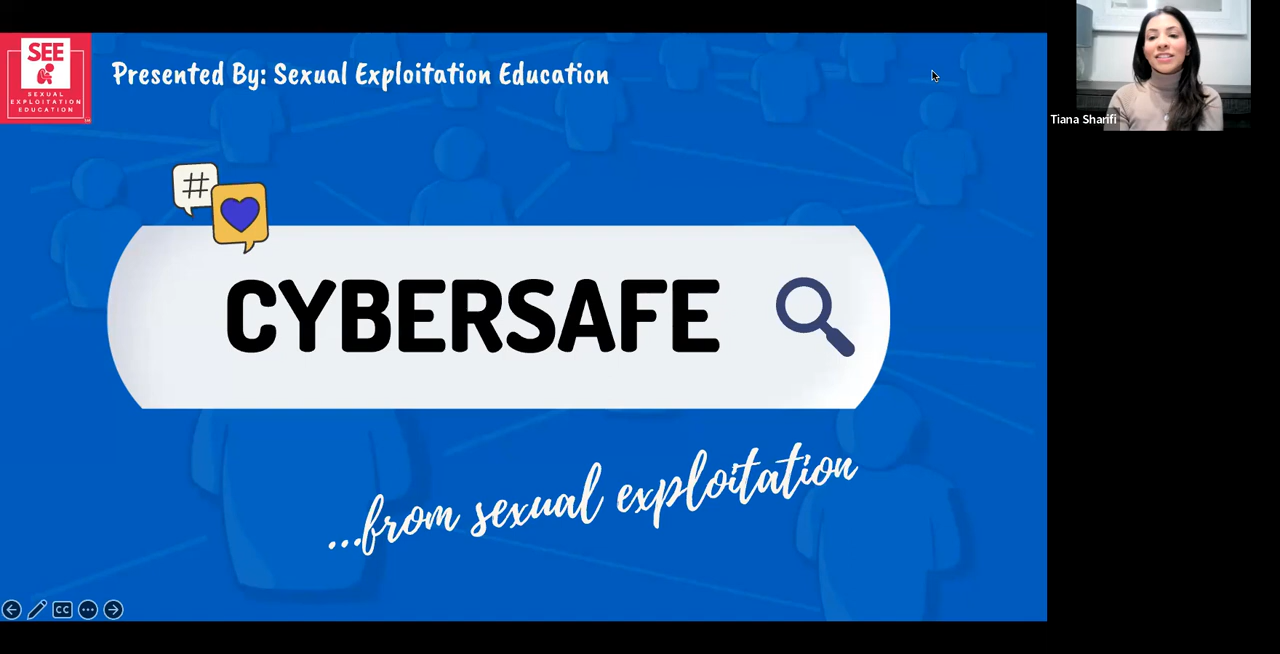 SEE
SEXUAL
EXPLOITATION
EDUCATION
Presented By: Sexual Exploitation Education
Tiana Sharifi
#
CYBERSAFE
...from sexual exploitation
CC